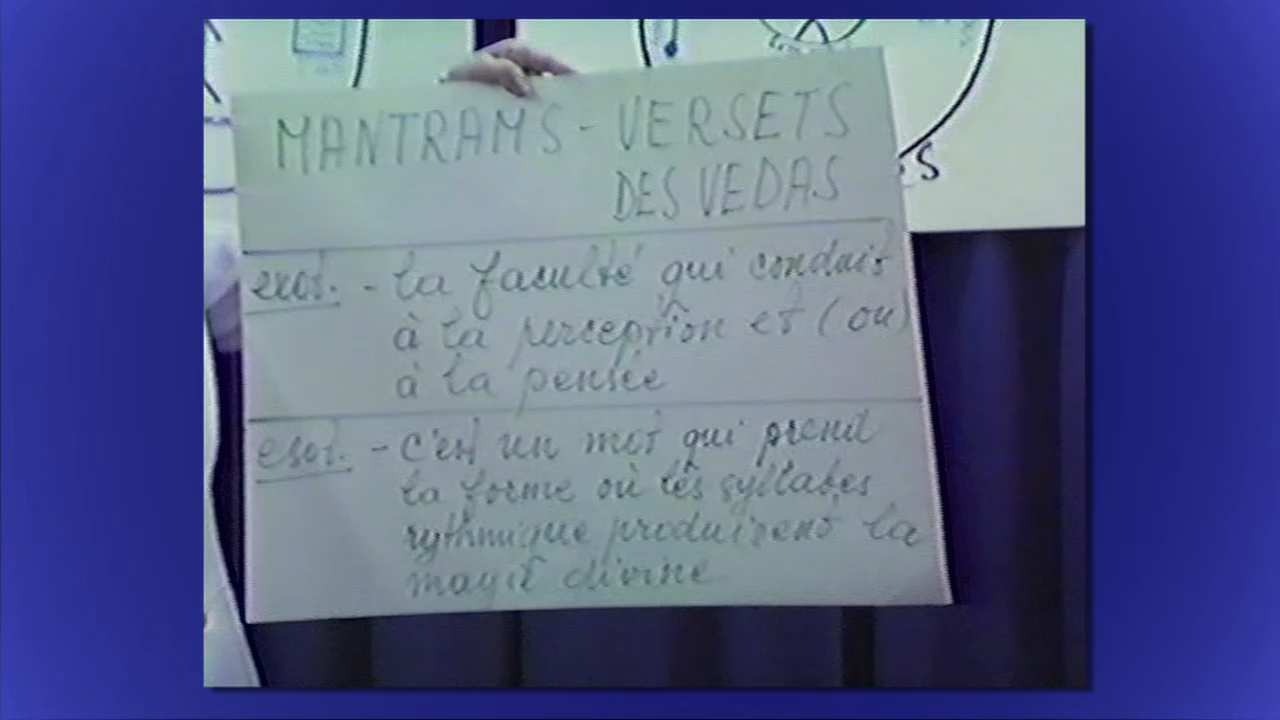 MANTRAMS - VERSETS
DES VEDAS
exot. - la faculté qui conduit
à la perception et (ou)
à la pensée
esot. - c'est un mot qui prend
la forme où les syllabes
rythmique produisent la
magie divine